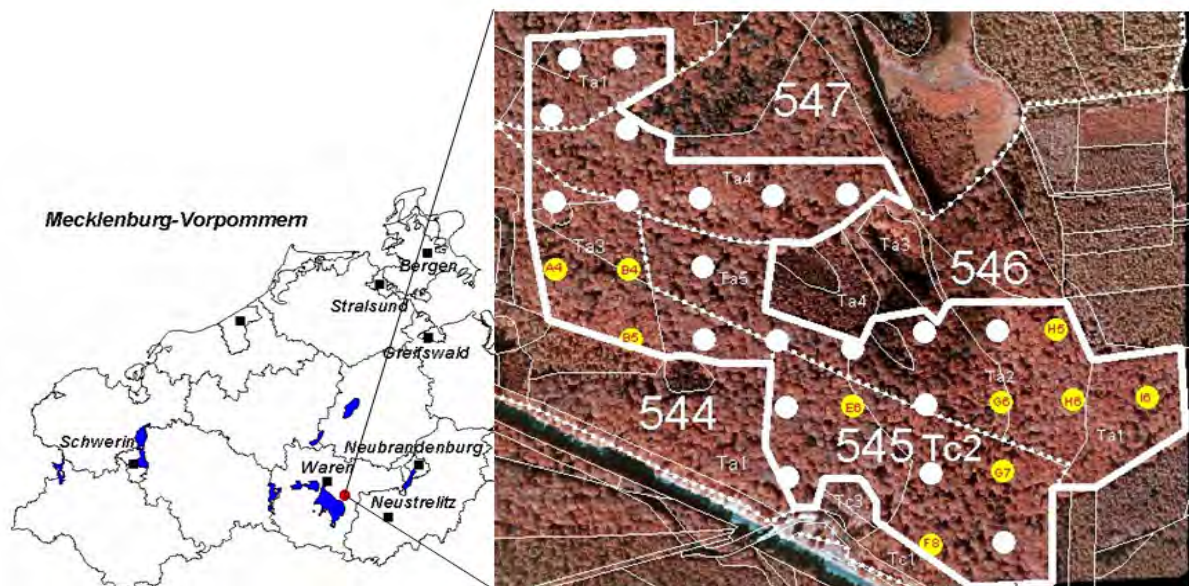 Mecklenburg-Vorpommern
Bergen
Stralsund
Greifswald
Schwerin
Neubrandenburg
Waren
Neustrelitz
Ta1
547
Ta4
Ta3
Ta3
546
A4
B4
Ta5
Ta4
B5
H5
Ta2
544
E6
G6
H6
I6
545 Tc2
Ta1
Ta1
G7
Tc3
F8
Tc1